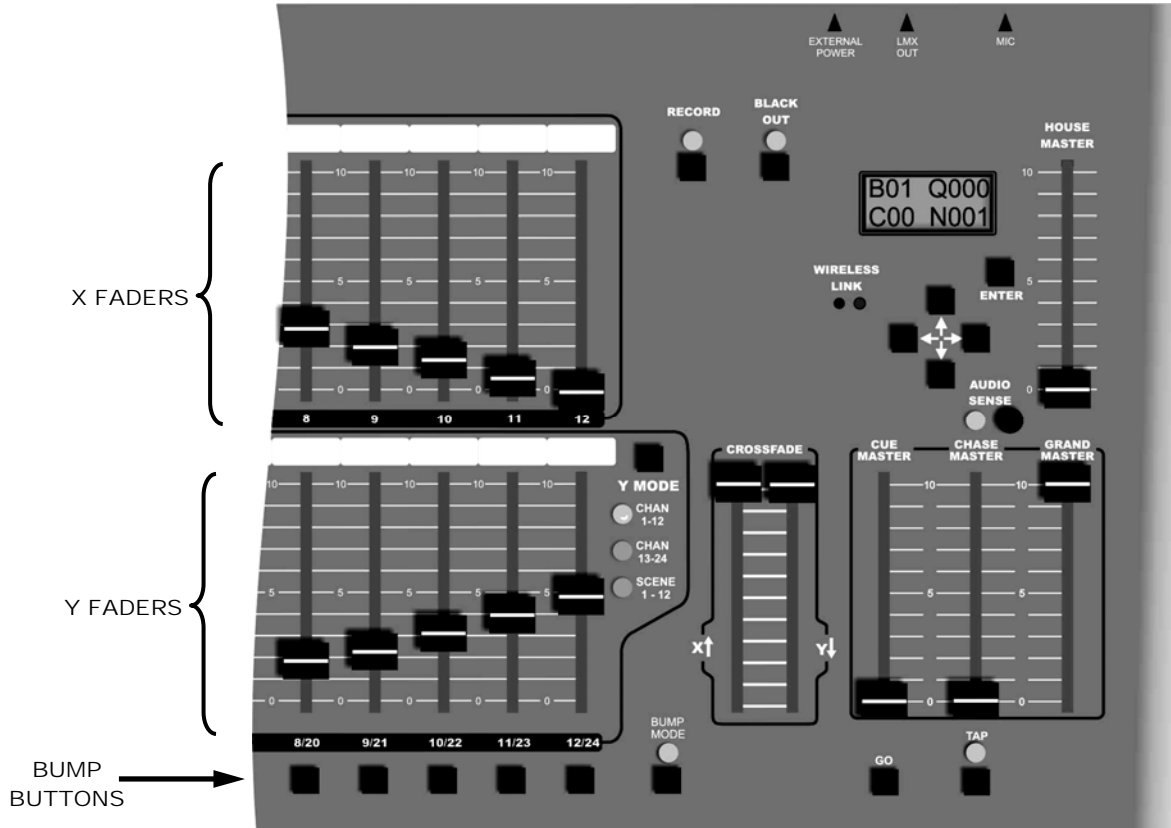 EXTERNAL
POWER
LMX
OUT
MIC
RECORD
BLACK
OUT
HOUSE
MASTER
10
5
0
B01 Q000
C00 N001
WIRELESS
LINK
ENTER
AUDIO
SENSE
X FADERS
10 10 10 10
5 5 5 5
0 0 0 0
8 9 10 11 12
Y FADERS
10 10 10 10
5 5 5 5 5
0 0 0 0
8/20 9/21 10/22 11/23 12/24
Y MODE
CHAN
1-12
CHAN
13-24
SCENE
1 - 12
CROSSFADE
X
Y
CUE
MASTER
CHASE
MASTER
GRAND
MASTER
10 10
5 5
0 0
BUMP
BUTTONS
BUMP
MODE
GO
TAP